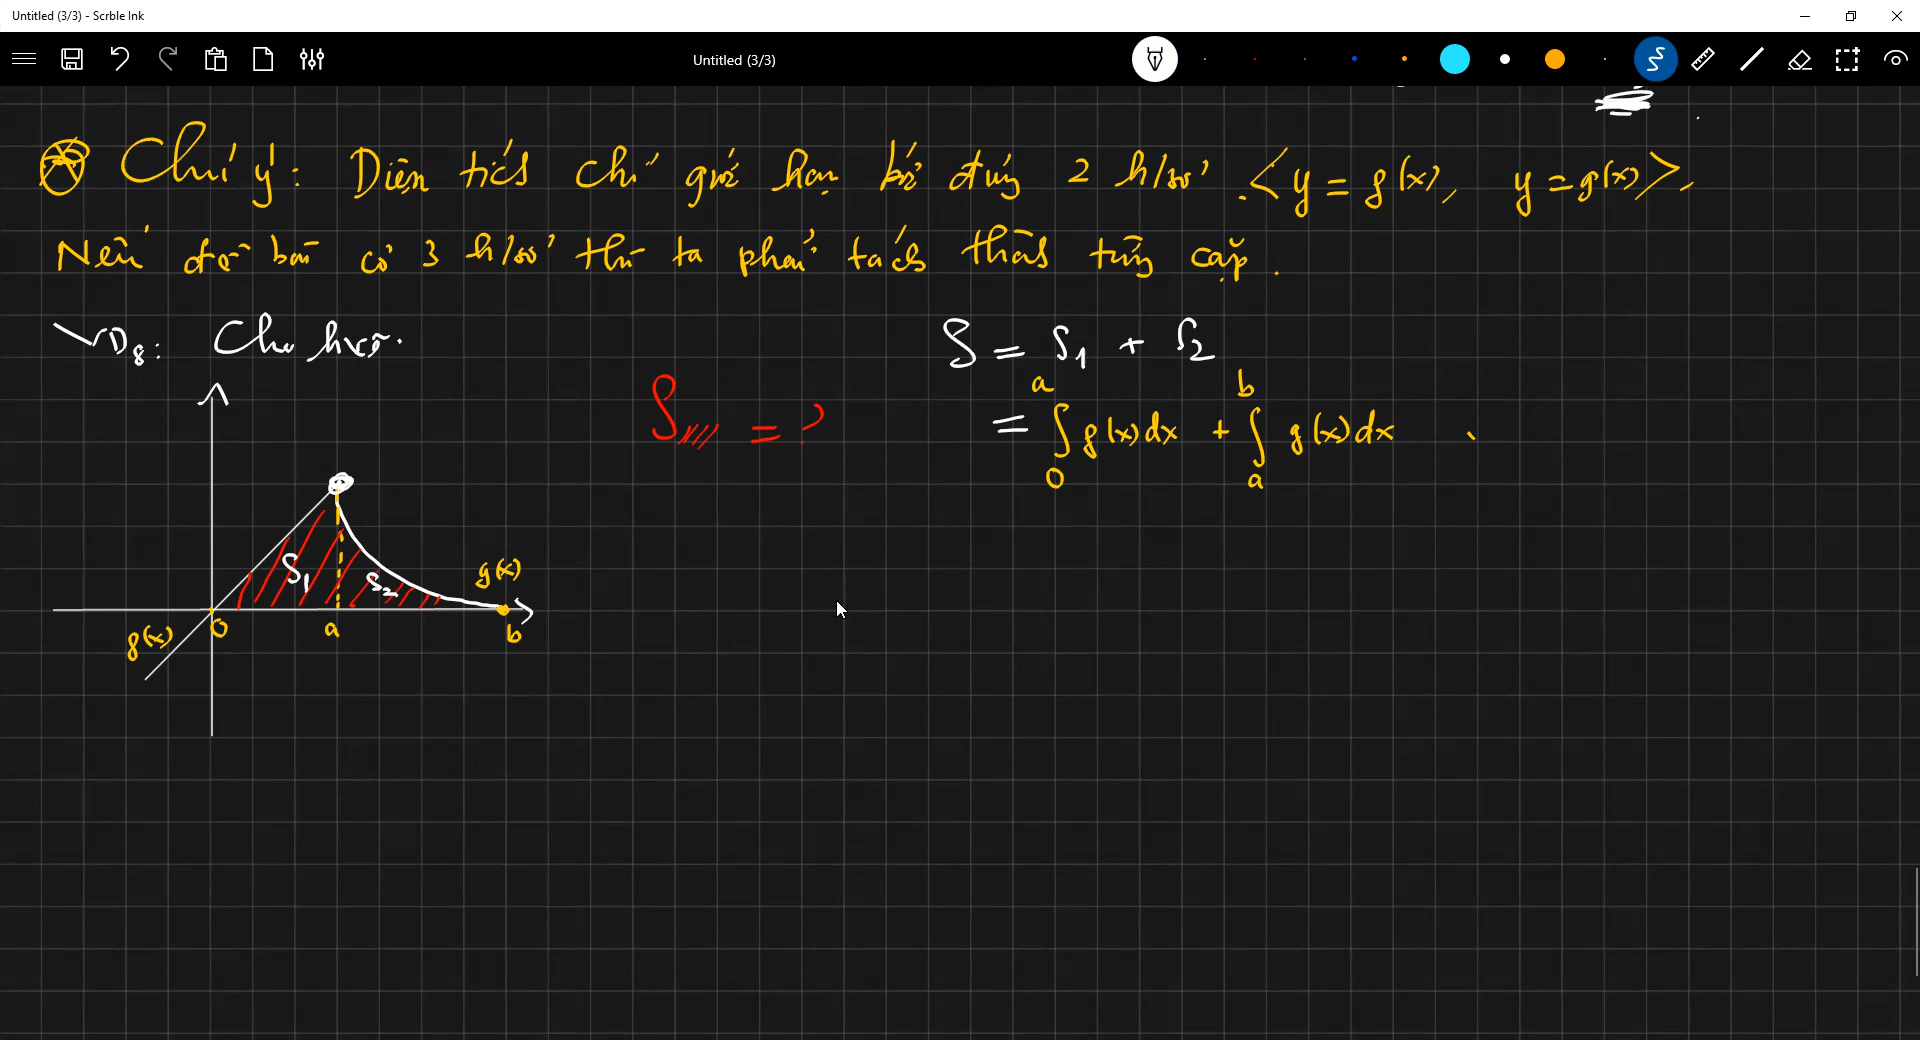 Untitled (3/3) - Scrble Ink
Untitled (3/3)
Chú ý: Diện tích chỉ giới hạn bởi đúng 2 h/số. <y = f(x), y = g(x)>.
Nếu đề bài có 3 h/số thì ta phải tách thành từng cặp.
VD8: Cho hvẽ.
S = S1 + S2
S = ?
= ∫₀ᵃ f(x)dx + ∫ₐᵇ g(x)dx.
S1
S2
g(x)
f(x)
0
a
b